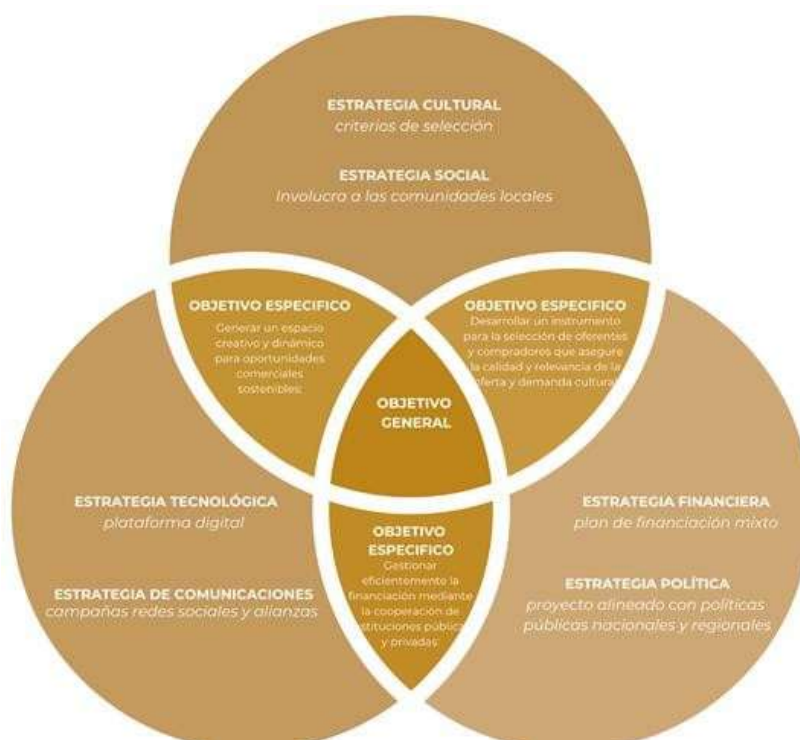 ESTRATEGIA CULTURAL
criterios de selección
ESTRATEGIA SOCIAL
Involucra a las comunidades locales
OBJETIVO ESPECIFICO
Generar un espacio
creativo y dinámico
para oportunidades
comerciales
sostenibles:
OBJETIVO ESPECIFICO
Desarrollar un instrumento
para la selección de oferentes
y compradores que asegure
la calidad y relevancia de la
oferta y demanda cultural
OBJETIVO
GENERAL
ESTRATEGIA TECNOLÓGICA
plataforma digital
ESTRATEGIA DE COMUNICACIONES
campañas redes sociales y alianzas
OBJETIVO
ESPECIFICO
Gestionar
eficientemente la
financiación mediante
la cooperación de
stituciones públic
y privadas:
ESTRATEGIA FINANCIERA
plan de financiación mixto
ESTRATEGIA POLÍTICA
proyecto alineado con políticas
públicas nacionales y regionales